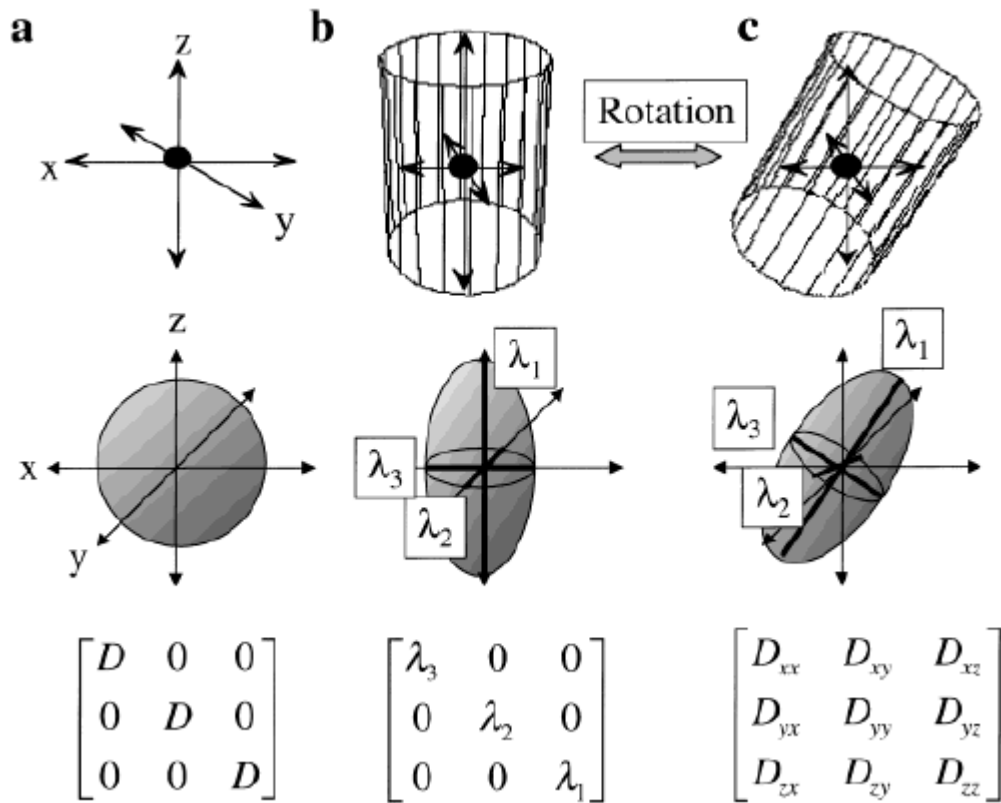 a
z
x
y
b
Rotation
c
z
x
y
λ1
λ3
λ2
λ1
λ3
λ2
D 0 0
0 D 0
0 0 D
λ3 0 0
0 λ2 0
0 0 λ1
Dxx Dxy Dxz
Dyx Dyy Dyz
Dzx Dzy Dzz